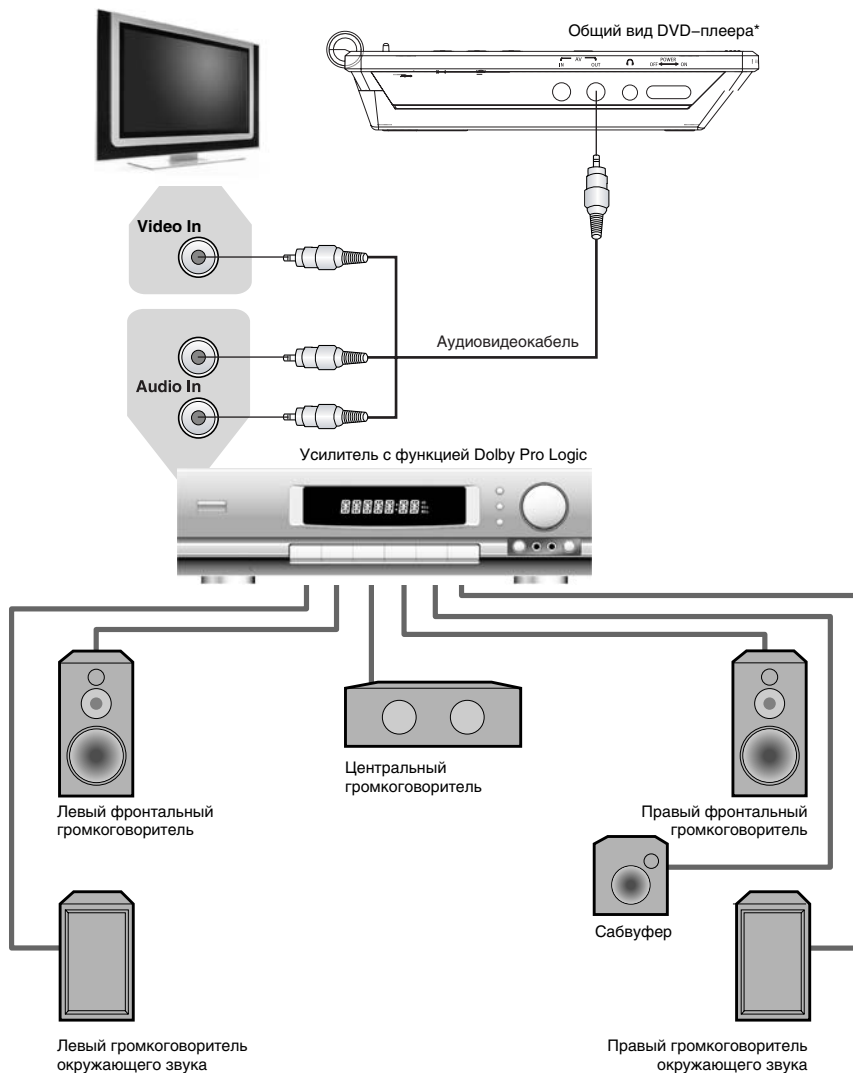 Общий вид DVD–плеера*
IN AV OUT
OFF POWER ON
Video In
Аудиовидеокабель
Audio In
Усилитель с функцией Dolby Pro Logic
Центральный
громкоговоритель
Левый фронтальный
громкоговоритель
Правый фронтальный
громкоговоритель
Сабвуфер
Левый громкоговоритель
окружающего звука
Правый громкоговоритель
окружающего звука